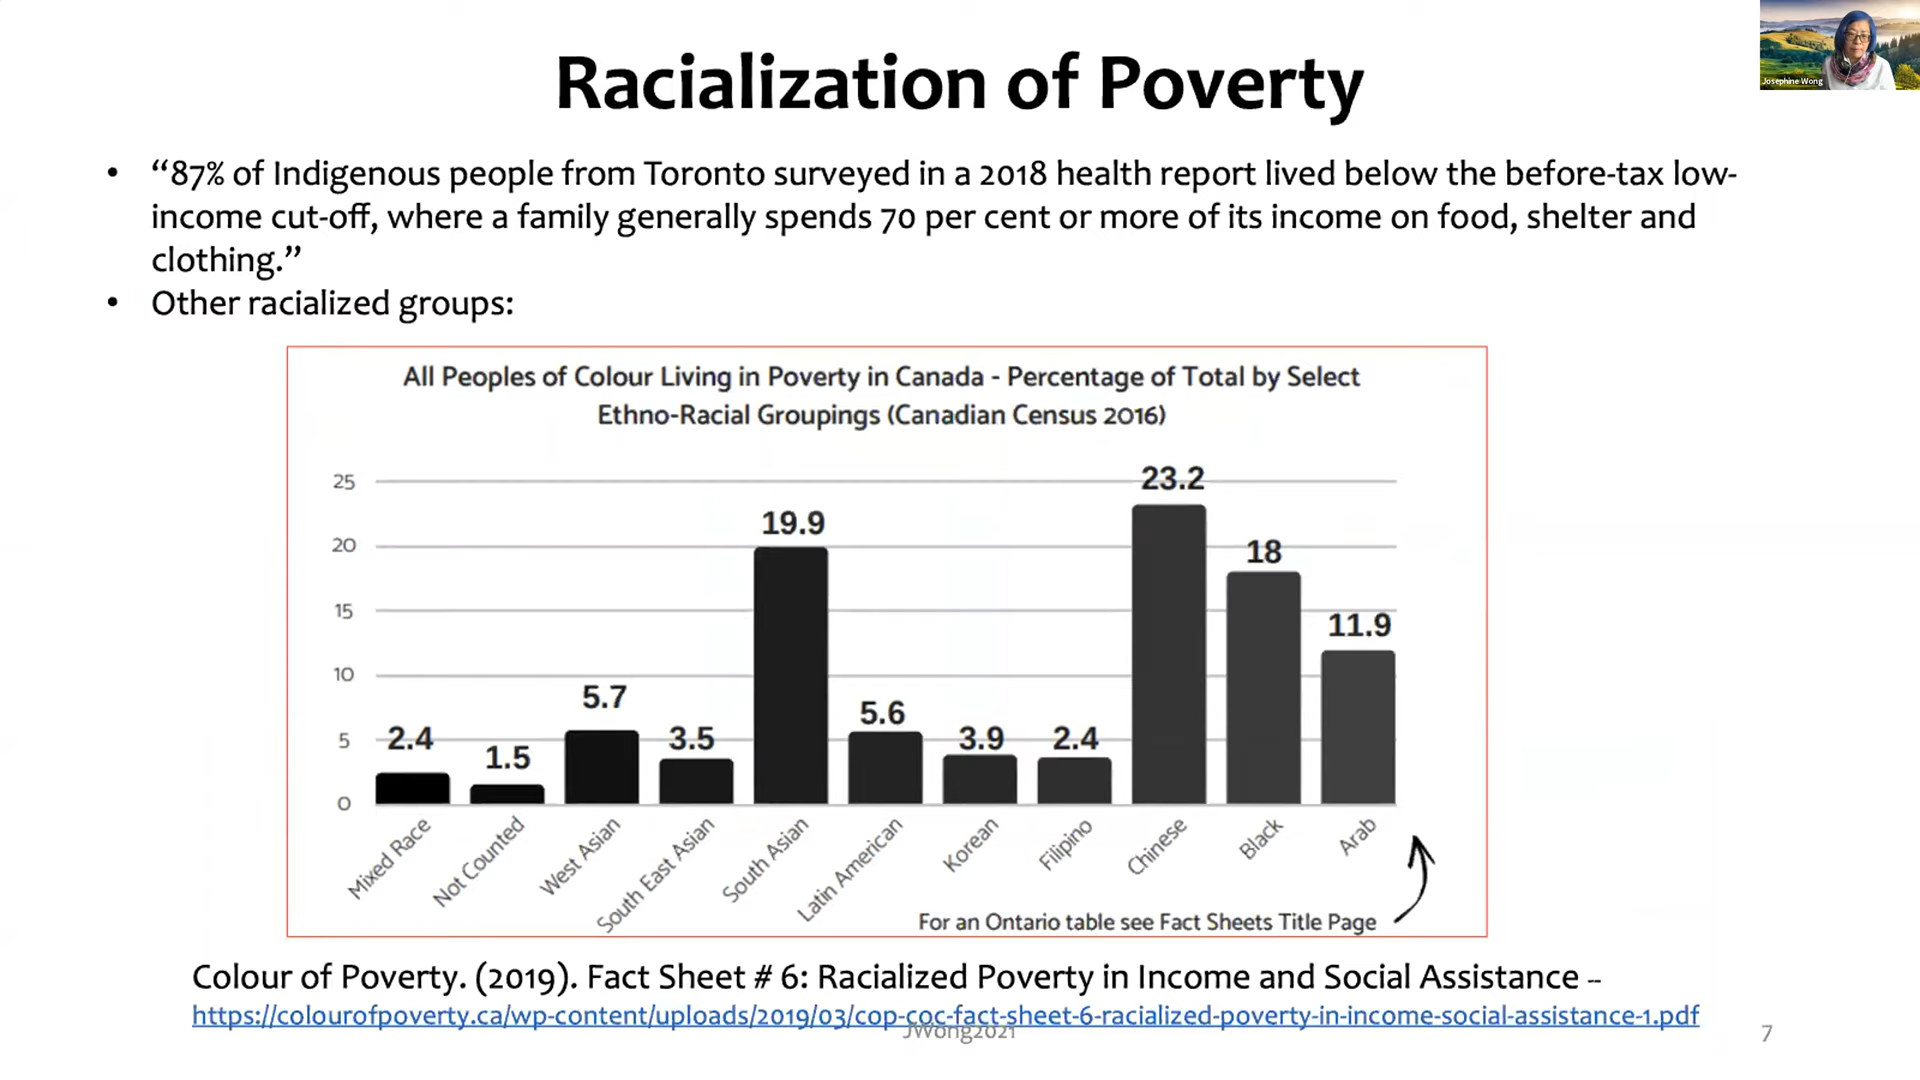 Racialization of Poverty
Josephine Wong
• “87% of Indigenous people from Toronto surveyed in a 2018 health report lived below the before-tax low-
income cut-off, where a family generally spends 70 per cent or more of its income on food, shelter and
clothing.”
• Other racialized groups:
All Peoples of Colour Living in Poverty in Canada - Percentage of Total by Select
Ethno-Racial Groupings (Canadian Census 2016)
25
20
15
10
5
0
2.4
1.5
5.7
3.5
19.9
5.6
3.9
2.4
23.2
18
11.9
Mixed Race
Not Counted
West Asian
South East Asian
South Asian
Latin American
Korean
Filipino
Chinese
Black
Arab
For an Ontario table see Fact Sheets Title Page
Colour of Poverty. (2019). Fact Sheet # 6: Racialized Poverty in Income and Social Assistance –
https://colourofpoverty.ca/wp-content/uploads/2019/03/cop-coc-fact-sheet-6-racialized-poverty-in-income-social-assistance-1.pdf
JWong2021
7